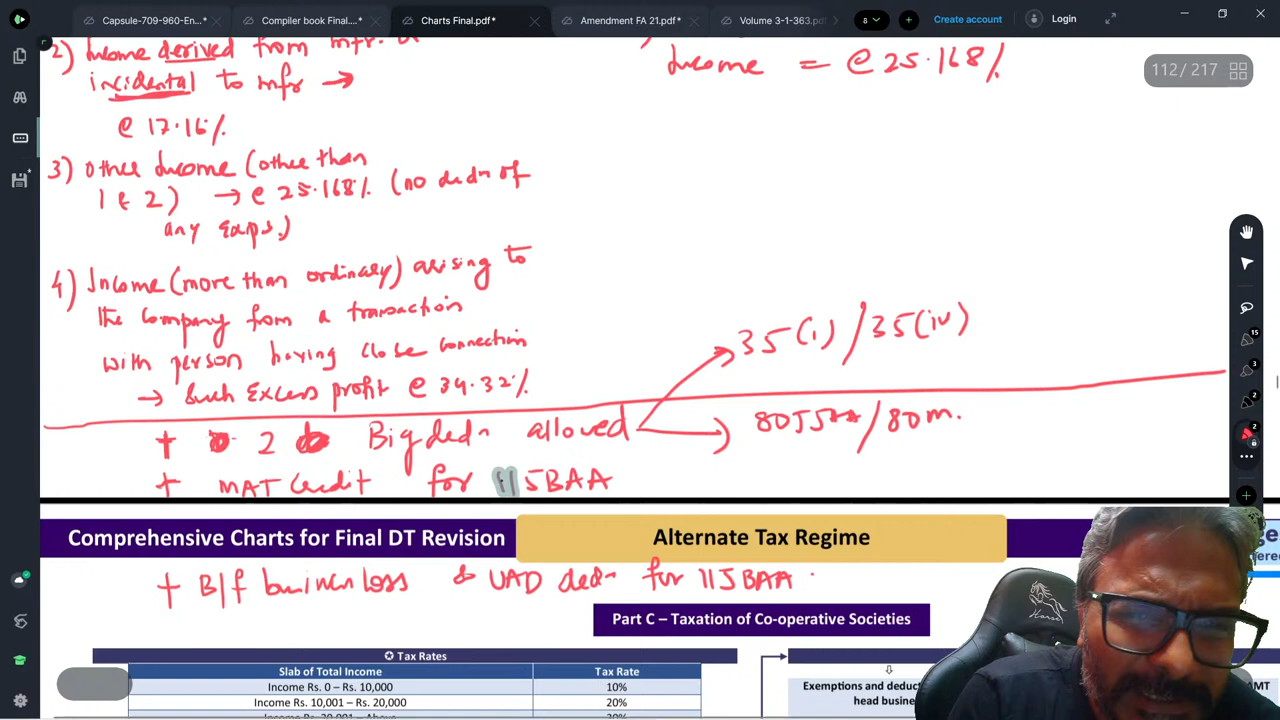 Capsule-709-960-En...*
Compiler book Final....*
Charts Final.pdf*
Amendment FA 21.pdf*
Volume 3-1-363.pdf
8
Create account
Login
112 / 217
2) Income derived from mfr. or
incidental to mfr →
@ 17.16%
3) Other Income (other than
1 & 2) → @ 25.168% (no dedn of
any Exps.)
4) Income (more than ordinary) arising to
the Company from a transaction
with person having close connection
→ Such Excess profit @ 34.32%
Income = @ 25.168%
35(i) / 35(iv)
+ 2 Big dedn allowed
80JJAA / 80M.
+ MAT Credit for 115BAA
Comprehensive Charts for Final DT Revision
Alternate Tax Regime
+ B/f business loss & UAD dedn for 115BAA
Part C – Taxation of Co-operative Societies
Tax Rates
Slab of Total Income Tax Rate
Income Rs. 0 – Rs. 10,000 10%
Income Rs. 10,001 - Rs. 20,000 20%
Exemptions and deduct
head busine
AMT
15